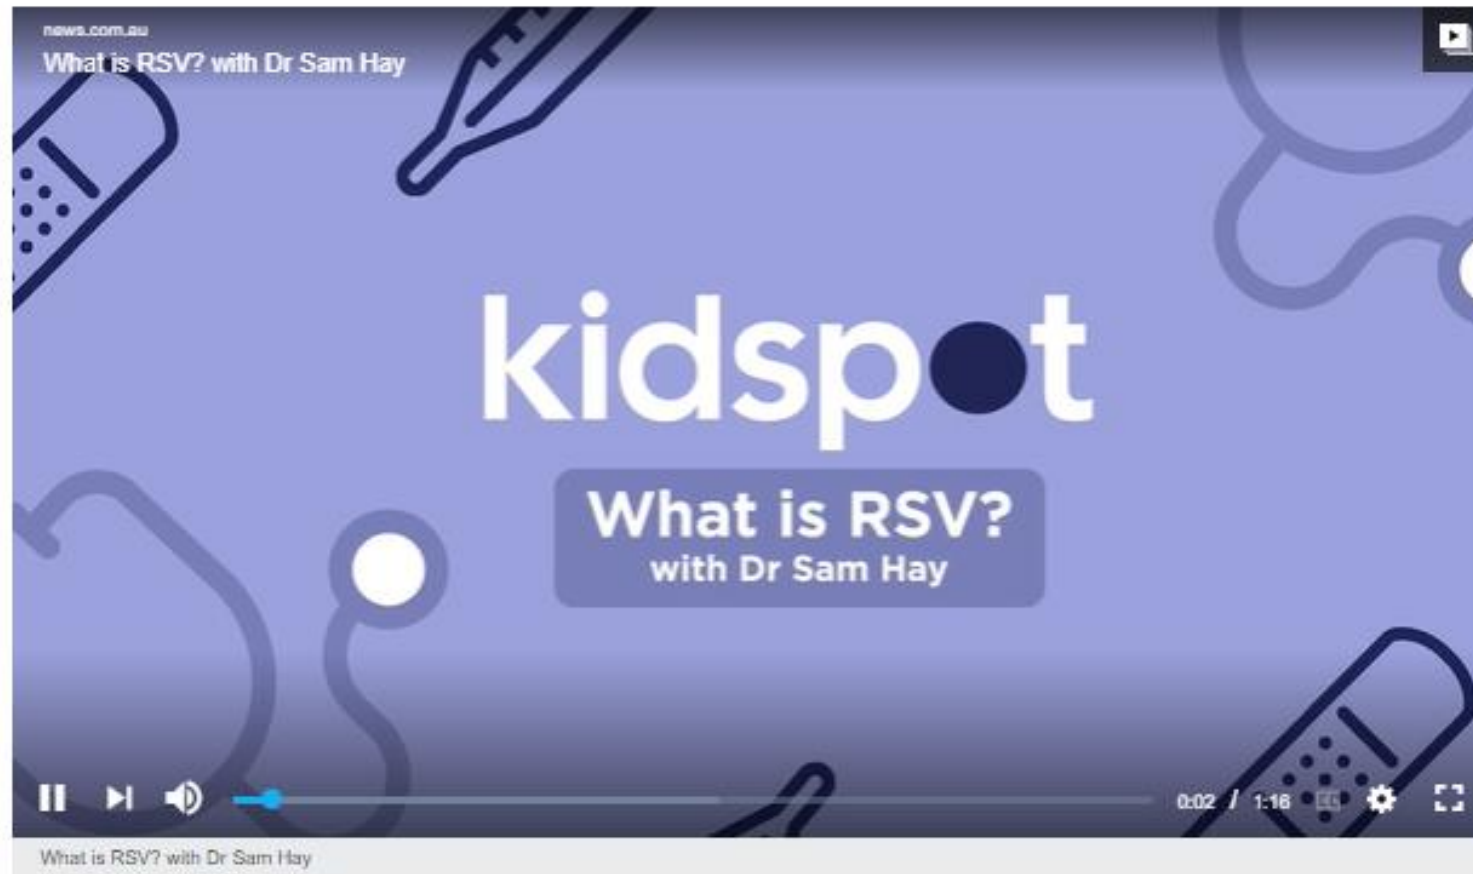 news.com.au
What is RSV? with Dr Sam Hay
kidspot
What is RSV?
with Dr Sam Hay
0:02 / 1:16
What is RSV? with Dr Sam Hay